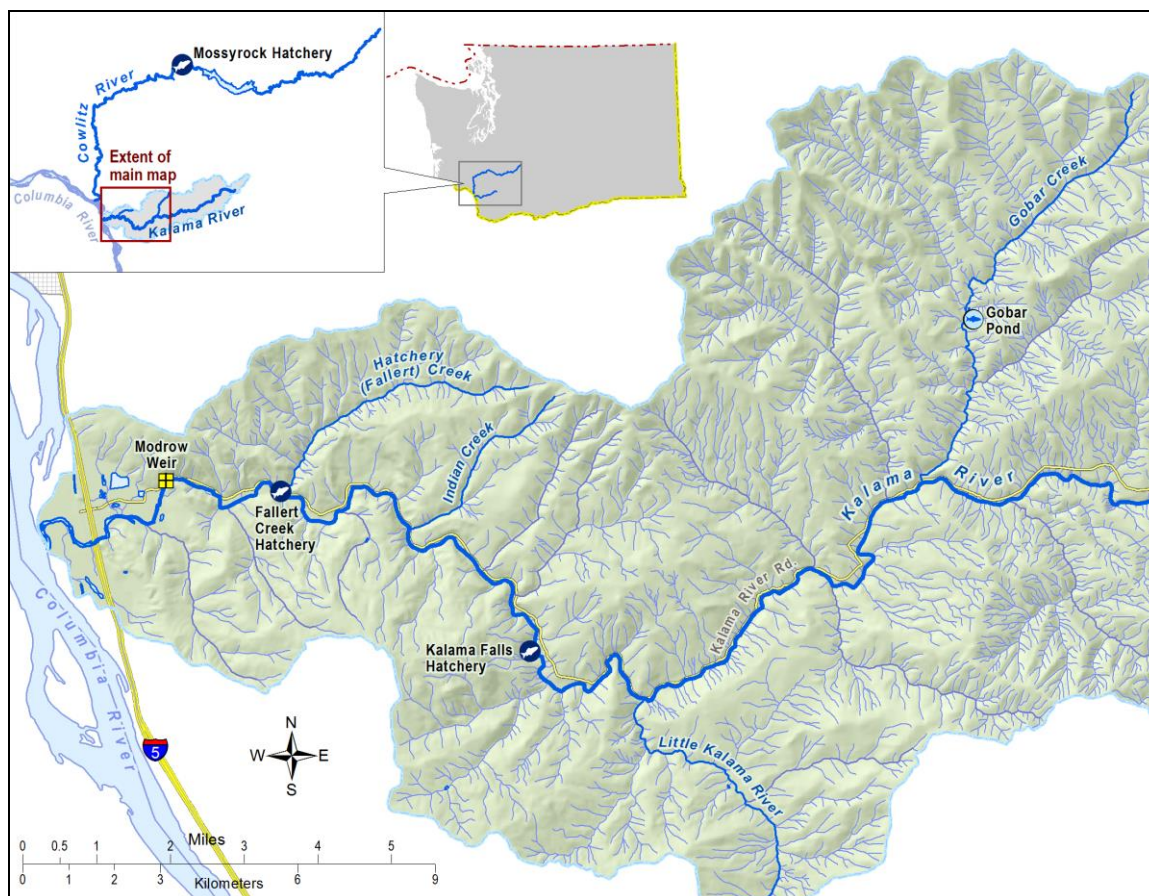 Mossyrock Hatchery
Cowlitz River
Extent of
main map
Columbia River
Kalama River
Gobar Creek
Gobar
Pond
Hatchery
(Fallert) Creek
Indian Creek
Modrow
Weir
Fallert
Creek
Hatchery
Kalama River
Kalama River Rd.
Kalama Falls
Hatchery
Columbia River
Little Kalama River
5
N
W E
S
Miles
0 0.5 1 2 3 4 5
0 1 2 3 6 9
Kilometers